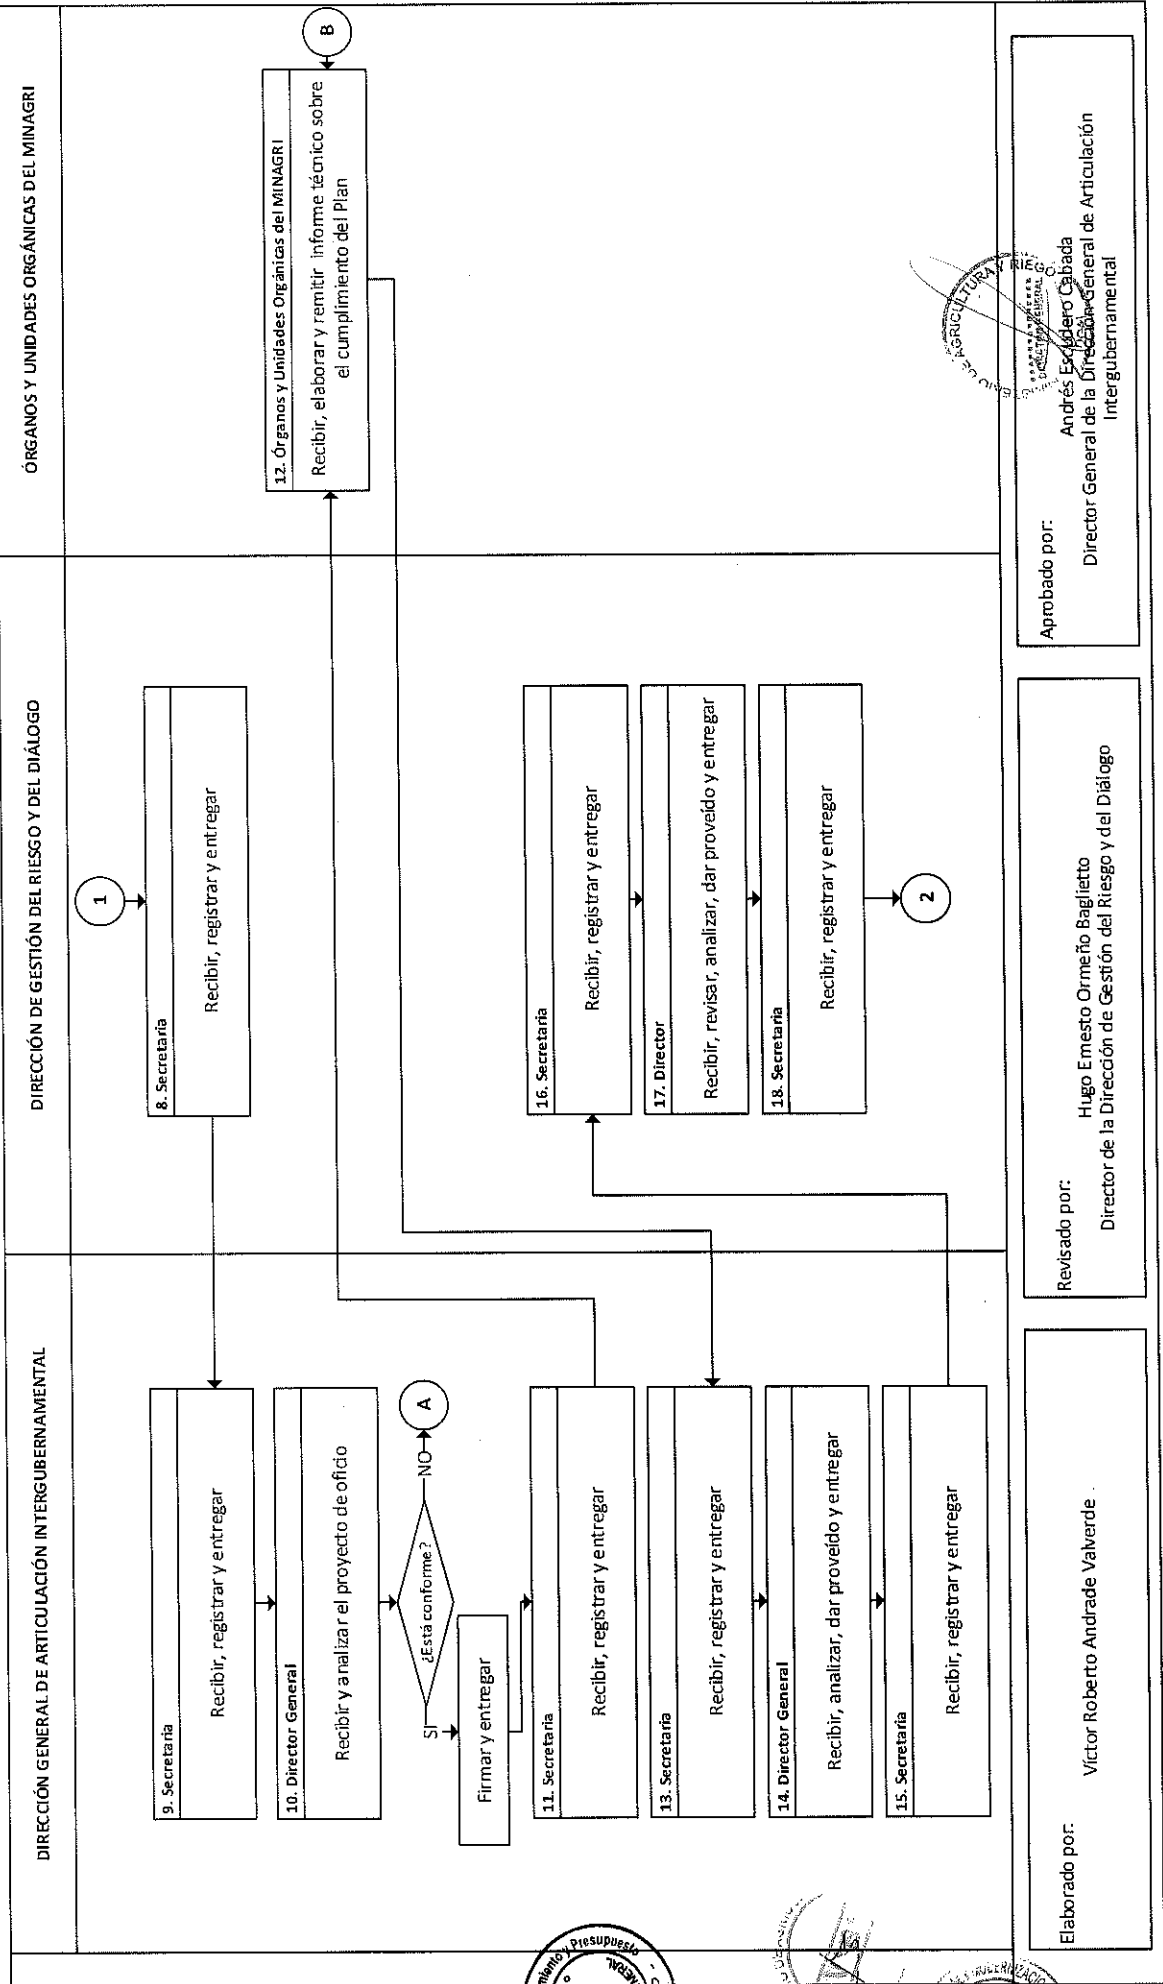 DIRECCIÓN GENERAL DE ARTICULACIÓN INTERGUBERNAMENTAL
DIRECCIÓN DE GESTIÓN DEL RIESGO Y DEL DIÁLOGO
ÓRGANOS Y UNIDADES ORGÁNICAS DEL MINAGRI
1
8. Secretaria
Recibir, registrar y entregar
9. Secretaria
Recibir, registrar y entregar
10. Director General
Recibir y analizar el proyecto de oficio
¿Está conforme?
NO
A
SI
Firmar y entregar
11. Secretaria
Recibir, registrar y entregar
B
12. Órganos y Unidades Orgánicas del MINAGRI
Recibir, elaborar y remitir informe técnico sobre
el cumplimiento del Plan
13. Secretaria
Recibir, registrar y entregar
14. Director General
Recibir, analizar, dar proveído y entregar
15. Secretaria
Recibir, registrar y entregar
16. Secretaria
Recibir, registrar y entregar
17. Director
Recibir, revisar, analizar, dar proveído y entregar
18. Secretaria
Recibir, registrar y entregar
2
Elaborado por:
Víctor Roberto Andrade Valverde
Revisado por:
Hugo Ernesto Ormeño Baglietto
Director de la Dirección de Gestión del Riesgo y del Diálogo
Aprobado por:
Andrés Escudero Cabada
Director General de la Dirección General de Articulación
Intergubernamental
AGRICULTURA Y RIEGO
Presupuesto